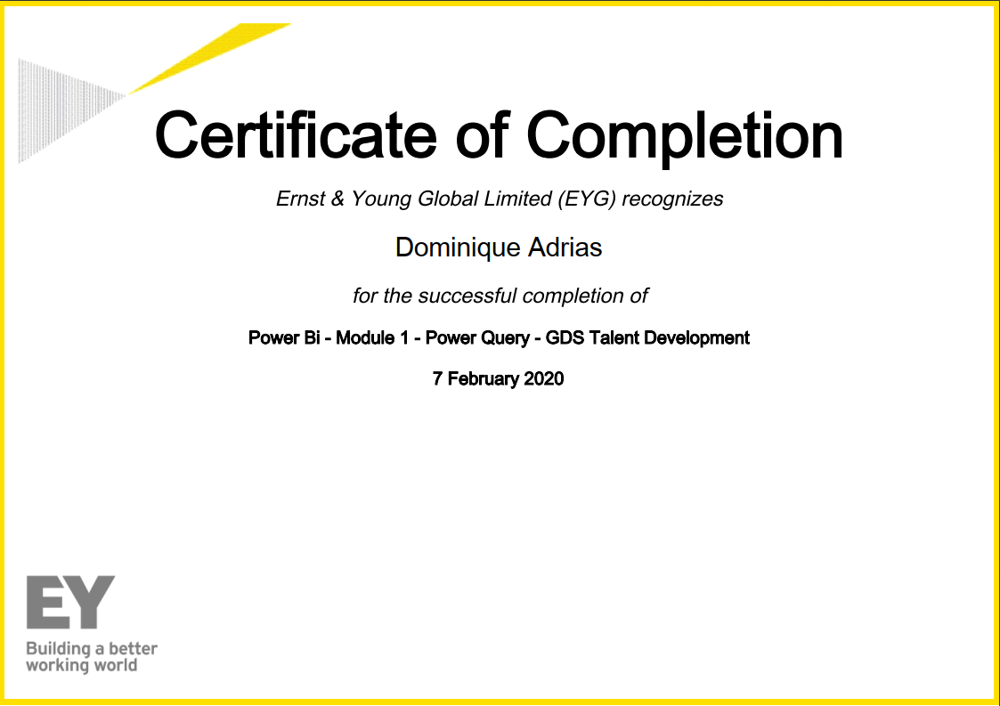 Certificate of Completion
Ernst & Young Global Limited (EYG) recognizes
Dominique Adrias
for the successful completion of
Power Bi - Module 1 - Power Query - GDS Talent Development
7 February 2020
EY
Building a better
working world